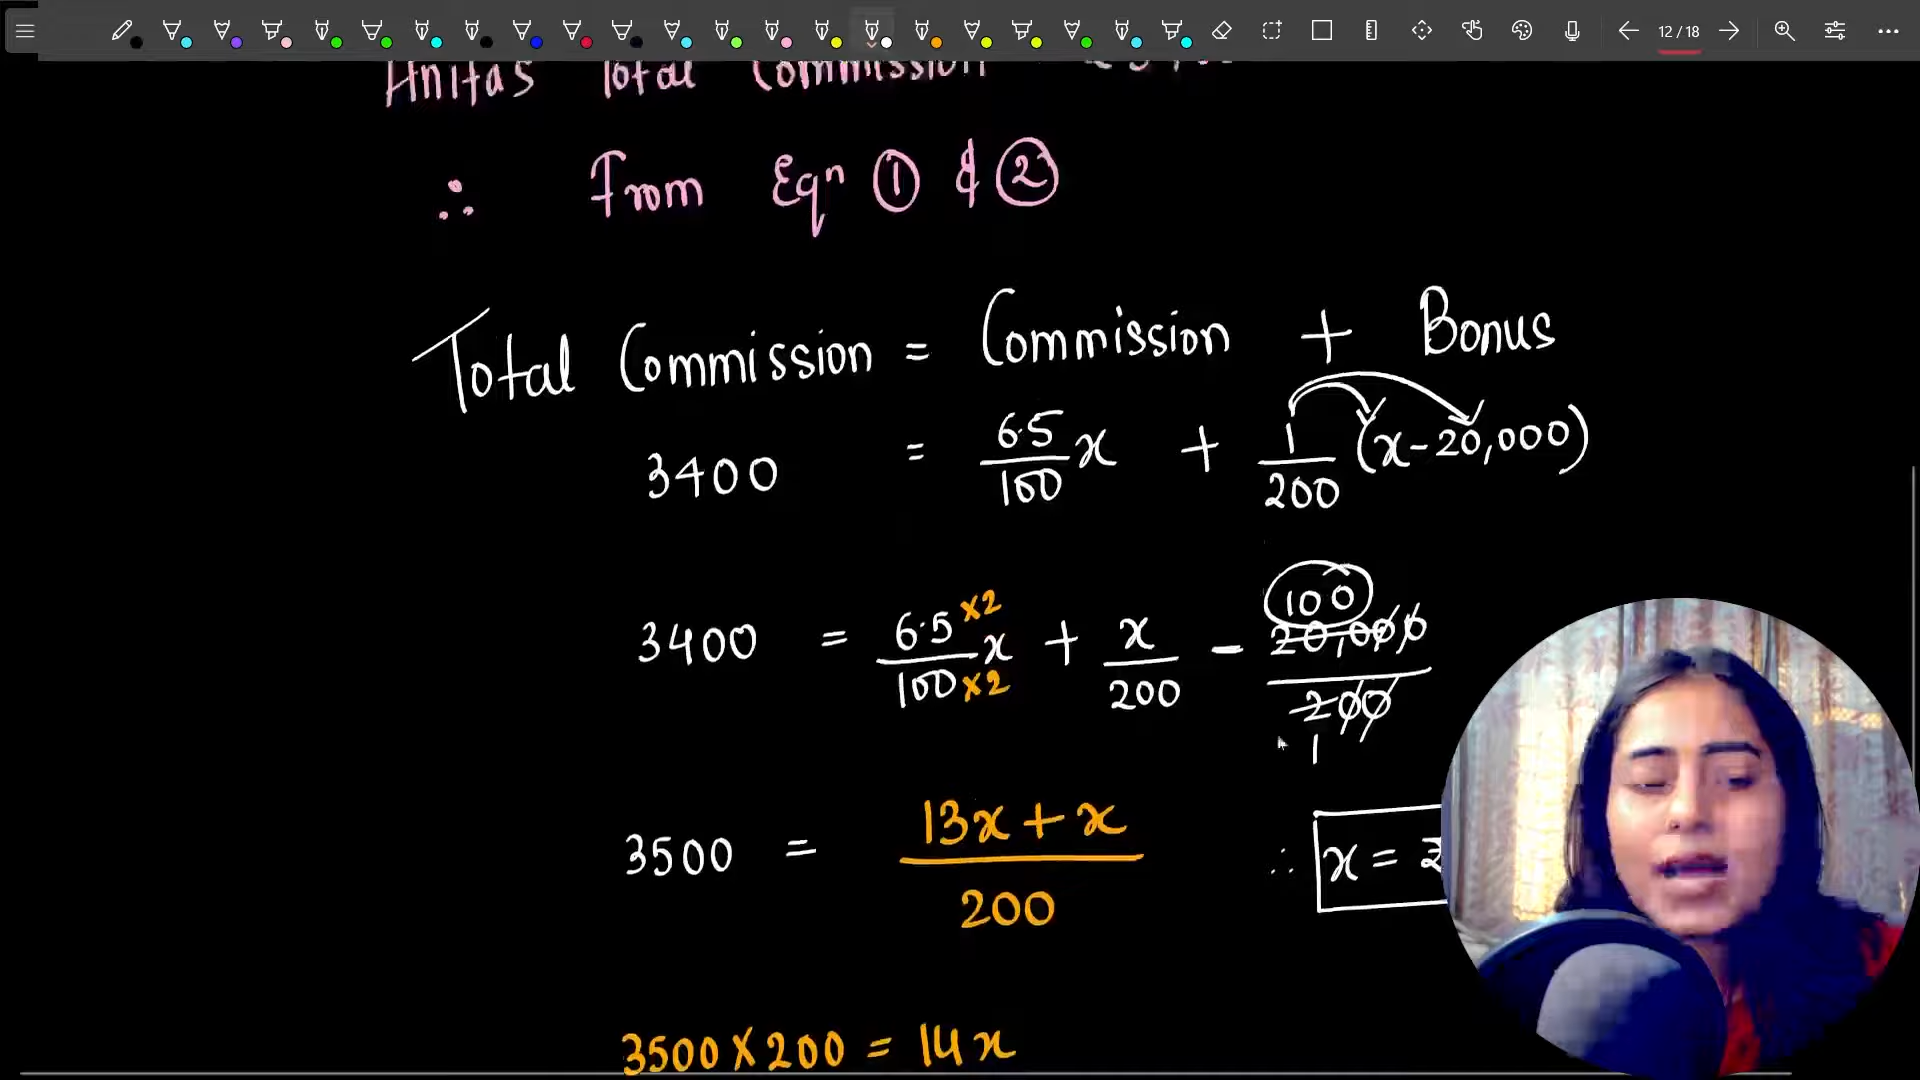 12/18
Anita's Total Commission
∴ From Eqⁿ ① & ②
Total Commission = Commission + Bonus
3400 = 6.5/100 x + 1/200 (x - 20,000)
3400 = 6.5×2/100×2 x + x/200 - 20,000/200 100 1
3500 = 13x + x/200 ∴ x =
3500 × 200 = 14x